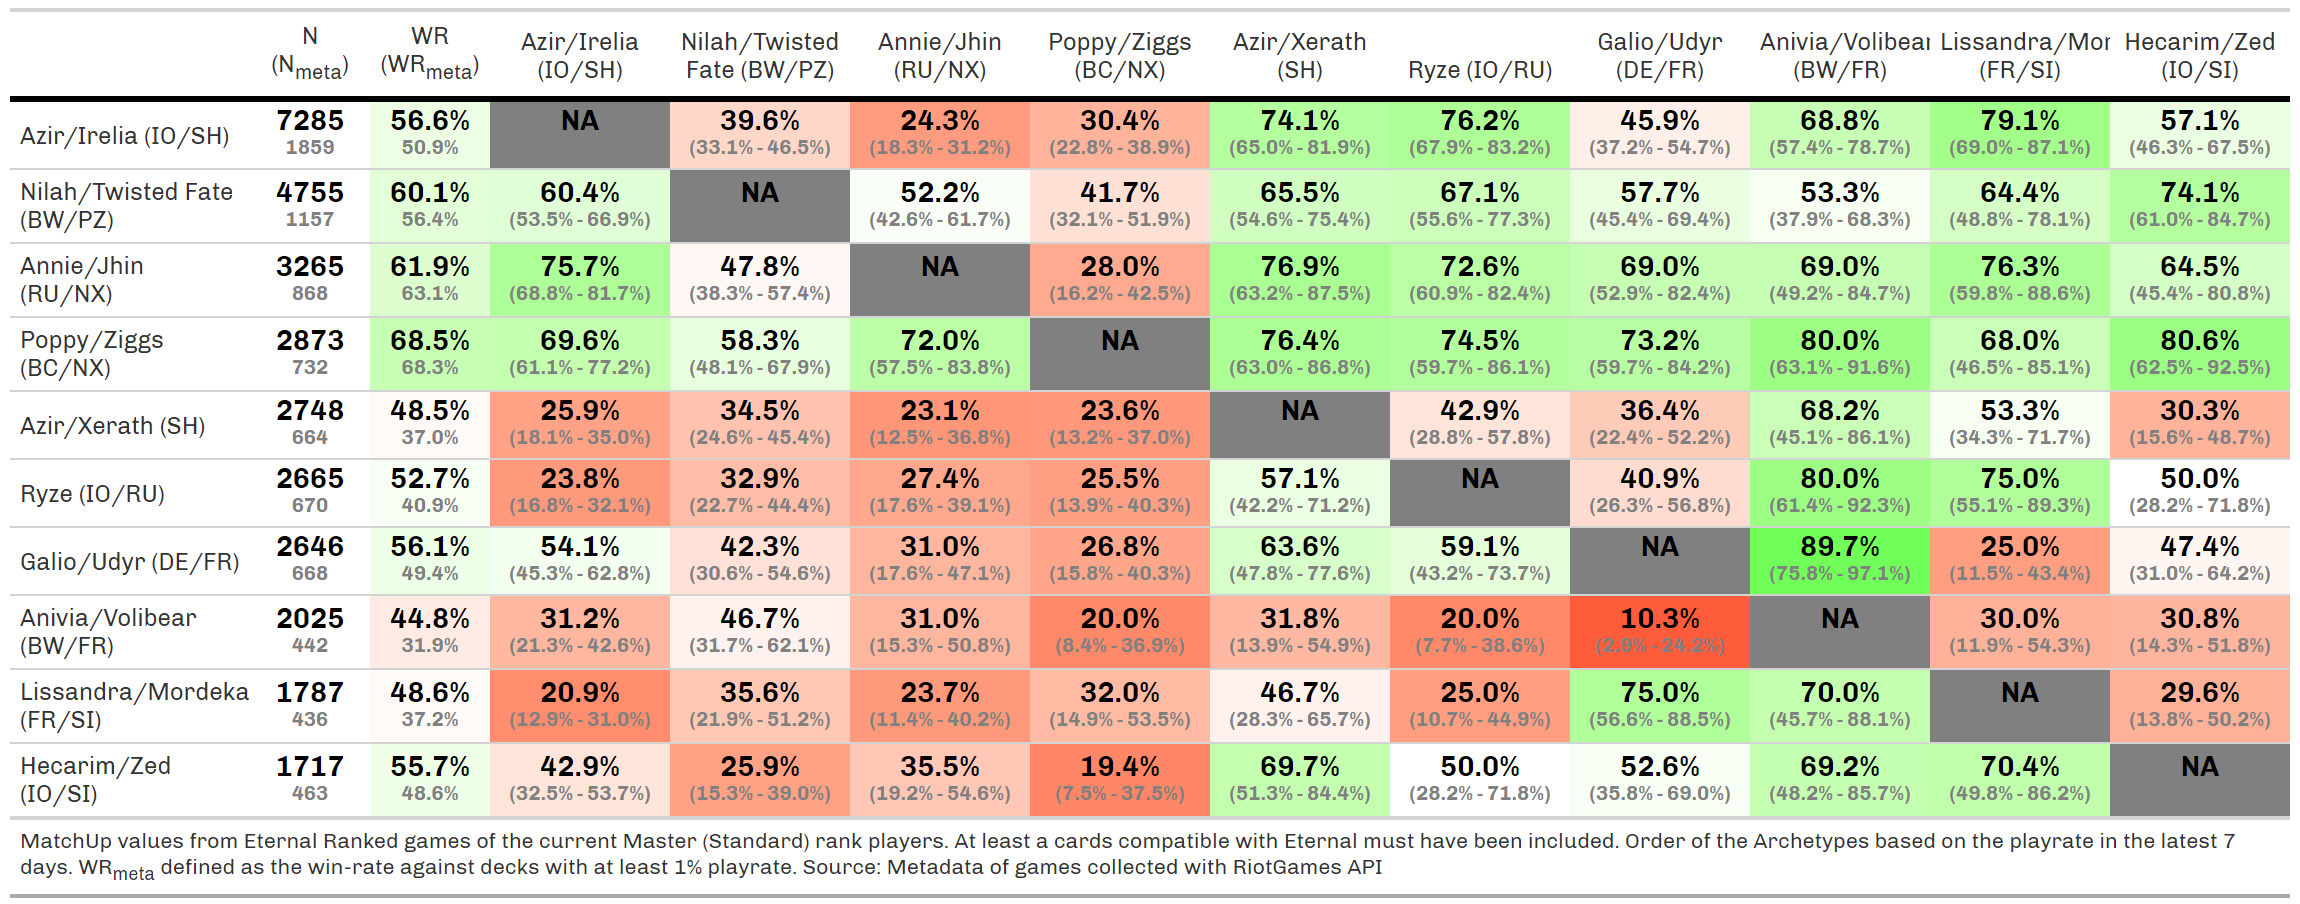 N WR Azir/Irelia Nilah/Twisted Annie/Jhin Poppy/Ziggs Azir/Xerath Galio/Udyr Anivia/Volibear Lissandra/Mor Hecarim/Zed
(Nmeta) (WRmeta) (IO/SH) Fate (BW/PZ) (RU/NX) (BC/NX) (SH) Ryze (IO/RU) (DE/FR) (BW/FR) (FR/SI) (IO/SI)
Azir/Irelia (IO/SH) 7285 56.6% NA 39.6% 24.3% 30.4% 74.1% 76.2% 45.9% 68.8% 79.1% 57.1%
1859 50.9% (33.1% - 46.5%) (18.3% - 31.2%) (22.8% - 38.9%) (65.0% - 81.9%) (67.9% - 83.2%) (37.2% - 54.7%) (57.4% - 78.7%) (69.0% - 87.1%) (46.3% - 67.5%)
Nilah/Twisted Fate 4755 60.1% 60.4% NA 52.2% 41.7% 65.5% 67.1% 57.7% 53.3% 64.4% 74.1%
(BW/PZ) 1157 56.4% (53.5% - 66.9%) (42.6% - 61.7%) (32.1% - 51.9%) (54.6% - 75.4%) (55.6% - 77.3%) (45.4% - 69.4%) (37.9% - 68.3%) (48.8% - 78.1%) (61.0% - 84.7%)
Annie/Jhin 3265 61.9% 75.7% 47.8% NA 28.0% 76.9% 72.6% 69.0% 69.0% 76.3% 64.5%
(RU/NX) 868 63.1% (68.8% - 81.7%) (38.3% - 57.4%) (16.2% - 42.5%) (63.2% - 87.5%) (60.9% - 82.4%) (52.9% - 82.4%) (49.2% - 84.7%) (59.8% - 88.6%) (45.4% - 80.8%)
Poppy/Ziggs 2873 68.5% 69.6% 58.3% 72.0% NA 76.4% 74.5% 73.2% 80.0% 68.0% 80.6%
(BC/NX) 732 68.3% (61.1% - 77.2%) (48.1% - 67.9%) (57.5% - 83.8%) (63.0% - 86.8%) (59.7% - 86.1%) (59.7% - 84.2%) (63.1% - 91.6%) (46.5% - 85.1%) (62.5% - 92.5%)
Azir/Xerath (SH) 2748 48.5% 25.9% 34.5% 23.1% 23.6% NA 42.9% 36.4% 68.2% 53.3% 30.3%
664 37.0% (18.1% - 35.0%) (24.6% - 45.4%) (12.5% - 36.8%) (13.2% - 37.0%) (28.8% - 57.8%) (22.4% - 52.2%) (45.1% - 86.1%) (34.3% - 71.7%) (15.6% - 48.7%)
Ryze (IO/RU) 2665 52.7% 23.8% 32.9% 27.4% 25.5% 57.1% NA 40.9% 80.0% 75.0% 50.0%
670 40.9% (16.8% - 32.1%) (22.7% - 44.4%) (17.6% - 39.1%) (13.9% - 40.3%) (42.2% - 71.2%) (26.3% - 56.8%) (61.4% - 92.3%) (55.1% - 89.3%) (28.2% - 71.8%)
Galio/Udyr (DE/FR) 2646 56.1% 54.1% 42.3% 31.0% 26.8% 63.6% 59.1% NA 89.7% 25.0% 47.4%
668 49.4% (45.3% - 62.8%) (30.6% - 54.6%) (17.6% - 47.1%) (15.8% - 40.3%) (47.8% - 77.6%) (43.2% - 73.7%) (75.8% - 97.1%) (11.5% - 43.4%) (31.0% - 64.2%)
Anivia/Volibear 2025 44.8% 31.2% 46.7% 31.0% 20.0% 31.8% 20.0% 10.3% NA 30.0% 30.8%
(BW/FR) 442 31.9% (21.3% - 42.6%) (31.7% - 62.1%) (15.3% - 50.8%) (8.4% - 36.9%) (13.9% - 54.9%) (7.7% - 38.6%) (2.9% - 24.2%) (11.9% - 54.3%) (14.3% - 51.8%)
Lissandra/Mordeka 1787 48.6% 20.9% 35.6% 23.7% 32.0% 46.7% 25.0% 75.0% 70.0% NA 29.6%
(FR/SI) 436 37.2% (12.9% - 31.0%) (21.9% - 51.2%) (11.4% - 40.2%) (14.9% - 53.5%) (28.3% - 65.7%) (10.7% - 44.9%) (56.6% - 88.5%) (45.7% - 88.1%) (13.8% - 50.2%)
Hecarim/Zed 1717 55.7% 42.9% 25.9% 35.5% 19.4% 69.7% 50.0% 52.6% 69.2% 70.4% NA
(IO/SI) 463 48.6% (32.5% - 53.7%) (15.3% - 39.0%) (19.2% - 54.6%) (7.5% - 37.5%) (51.3% - 84.4%) (28.2% - 71.8%) (35.8% - 69.0%) (48.2% - 85.7%) (49.8% - 86.2%)
MatchUp values from Eternal Ranked games of the current Master (Standard) rank players. At least a cards compatible with Eternal must have been included. Order of the Archetypes based on the playrate in the latest 7
days. WRmeta defined as the win-rate against decks with at least 1% playrate. Source: Metadata of games collected with RiotGames API